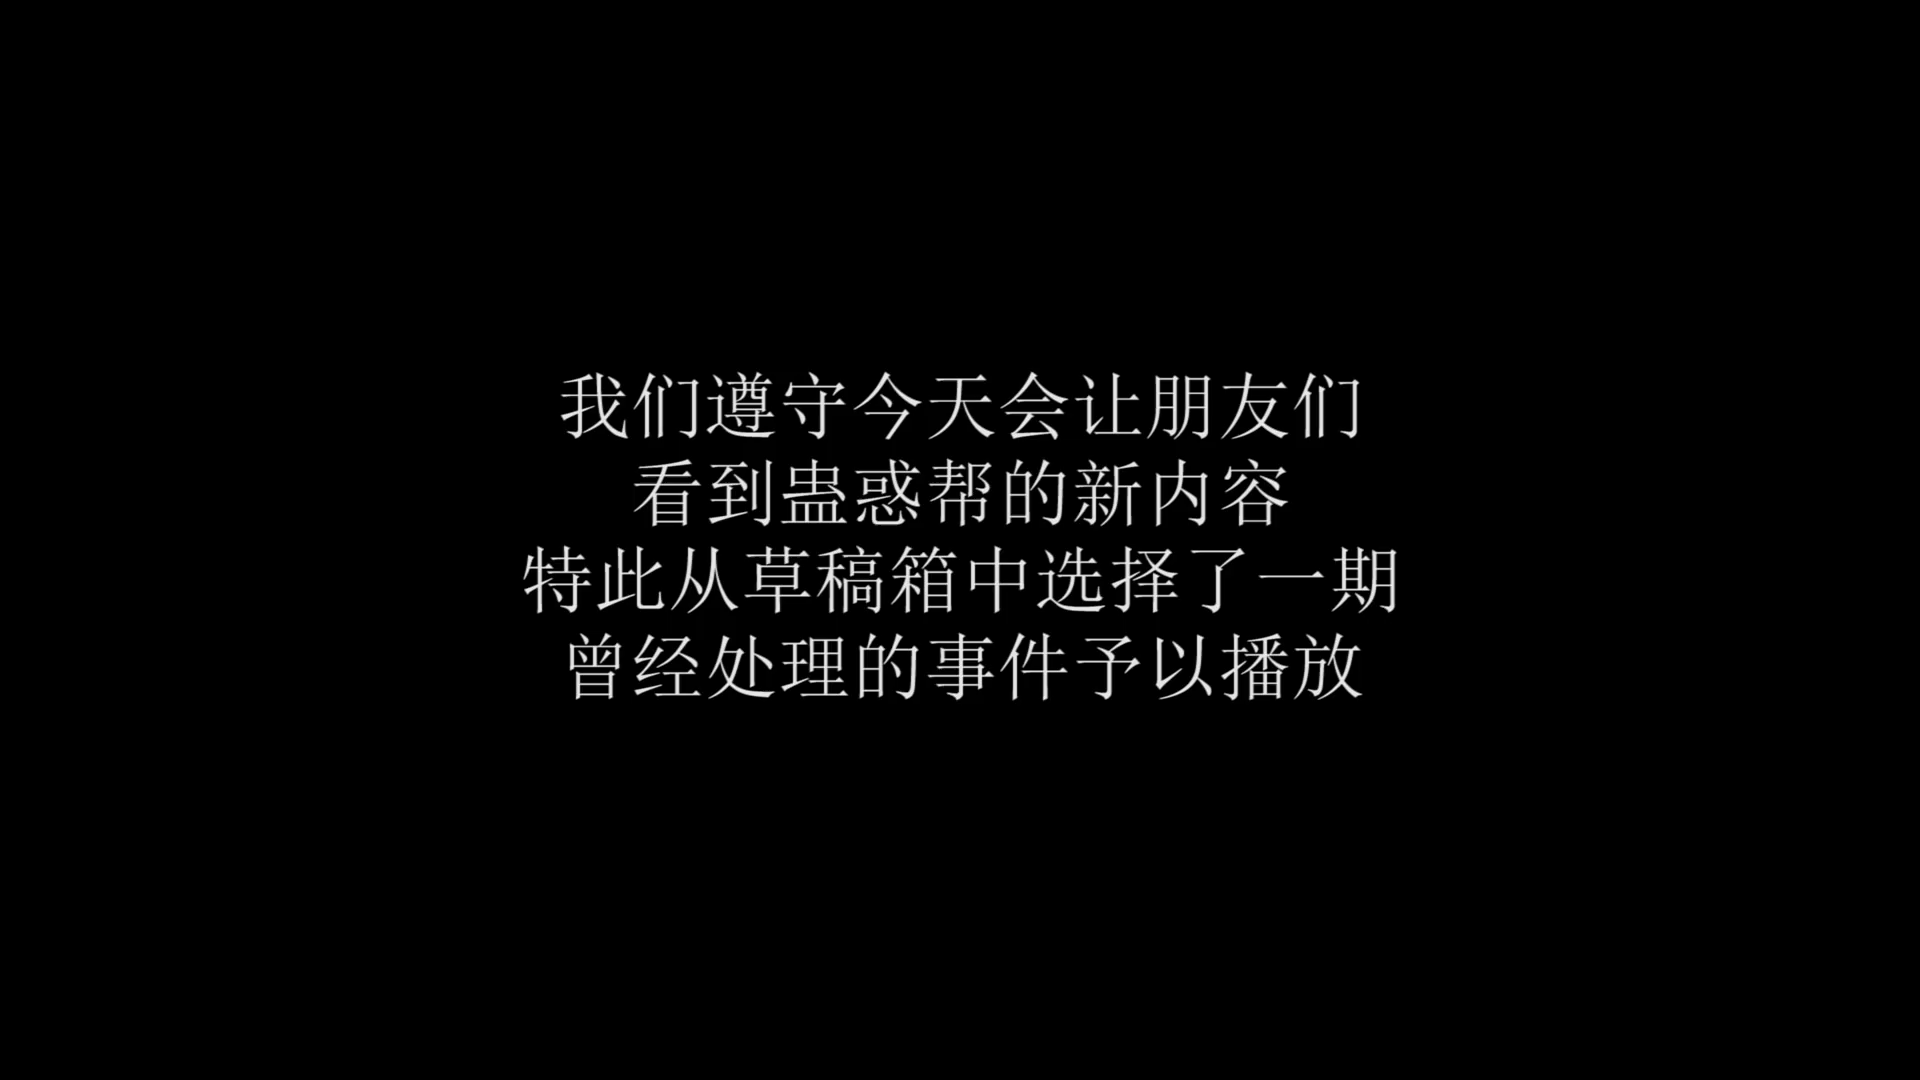 我们遵守今天会让朋友们
看到蛊惑帮的新内容
特此从草稿箱中选择了一期
曾经处理的事件予以播放